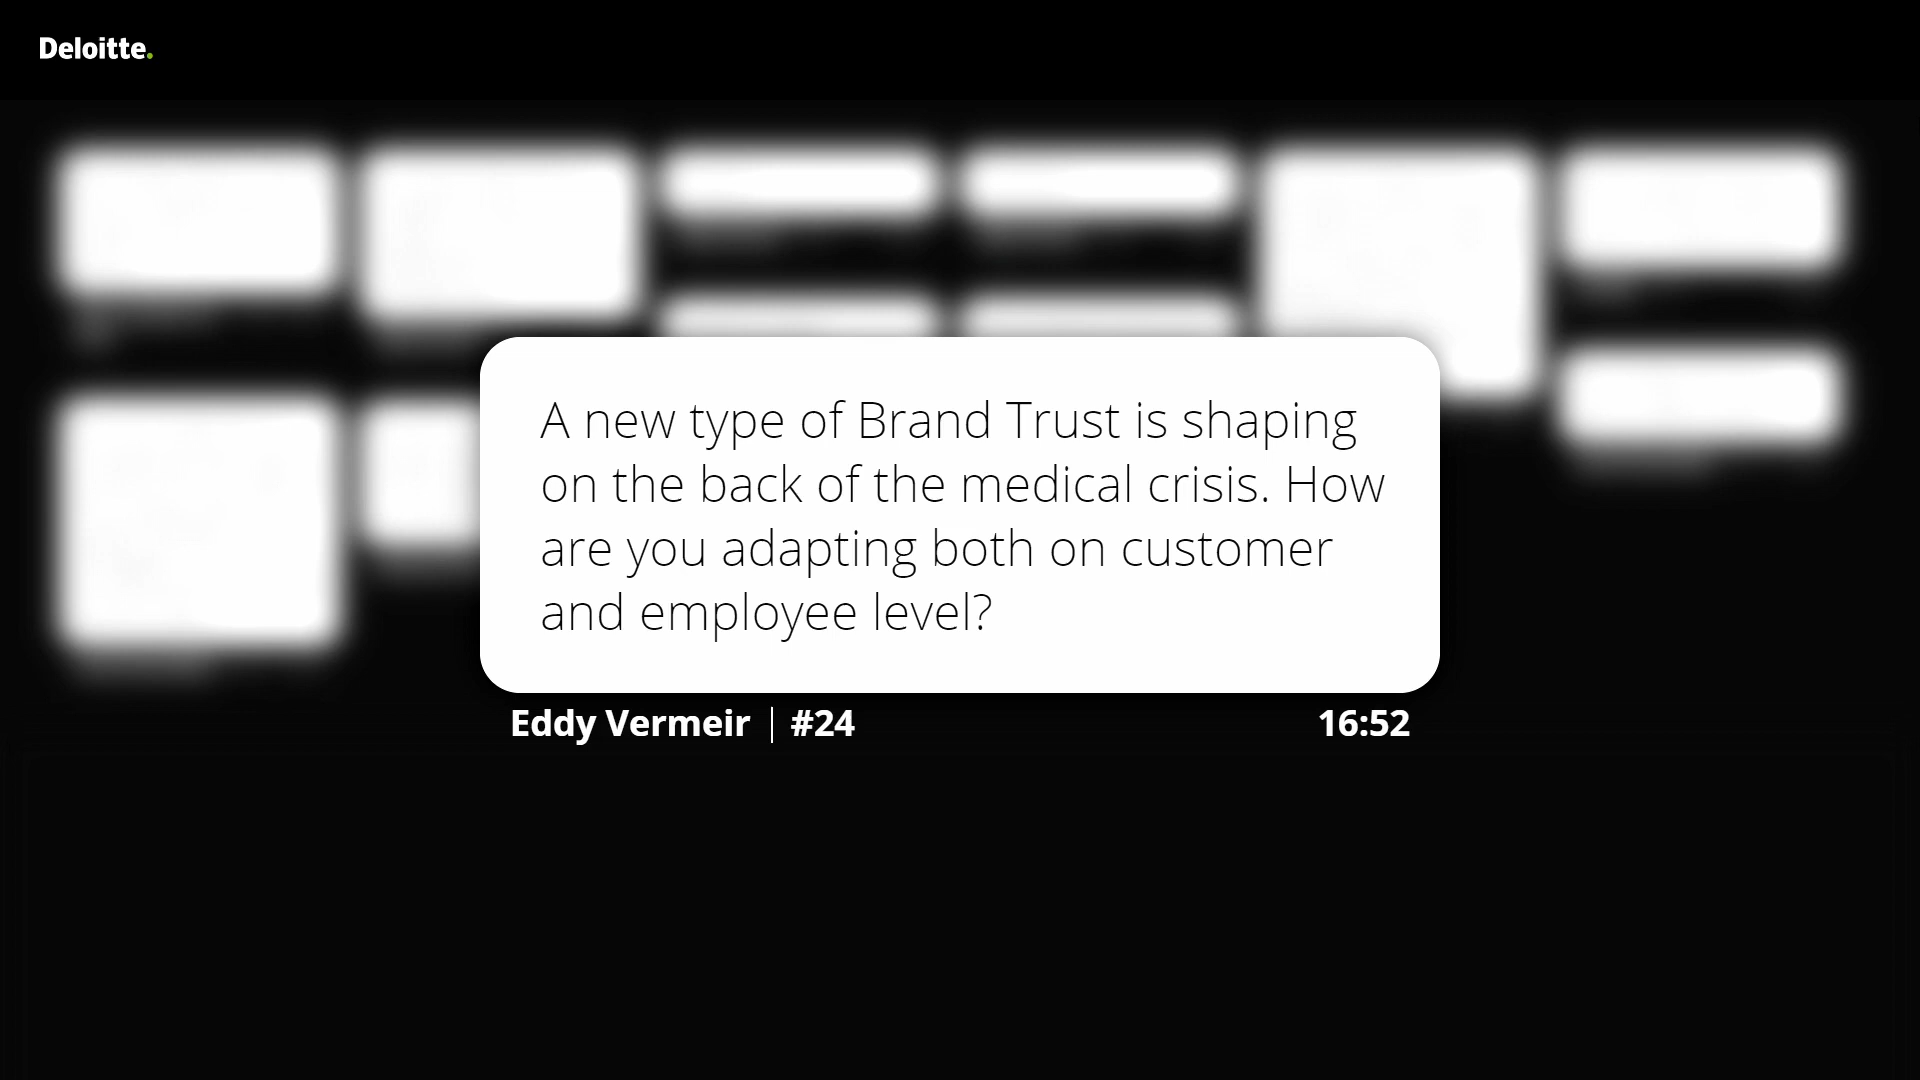 Deloitte.
A new type of Brand Trust is shaping
on the back of the medical crisis. How
are you adapting both on customer
and employee level?
Eddy Vermeir | #24
16:52